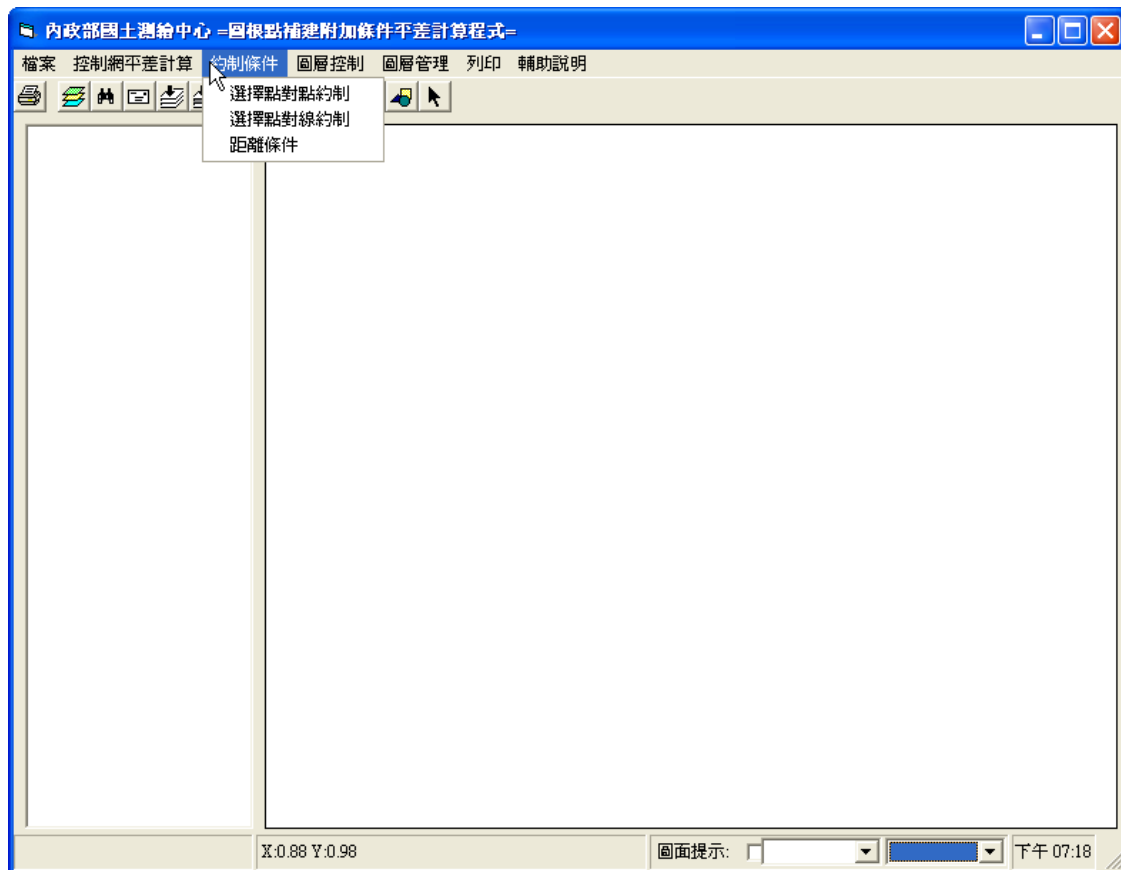 內政部國土測繪中心 =圖根點補建附加條件平差計算程式=
檔案 控制網平差計算 約制條件 圖層控制 圖層管理 列印 輔助說明
選擇點對點約制
選擇點對線約制
距離條件
X:0.88 Y:0.98 圖面提示: 下午 07:18